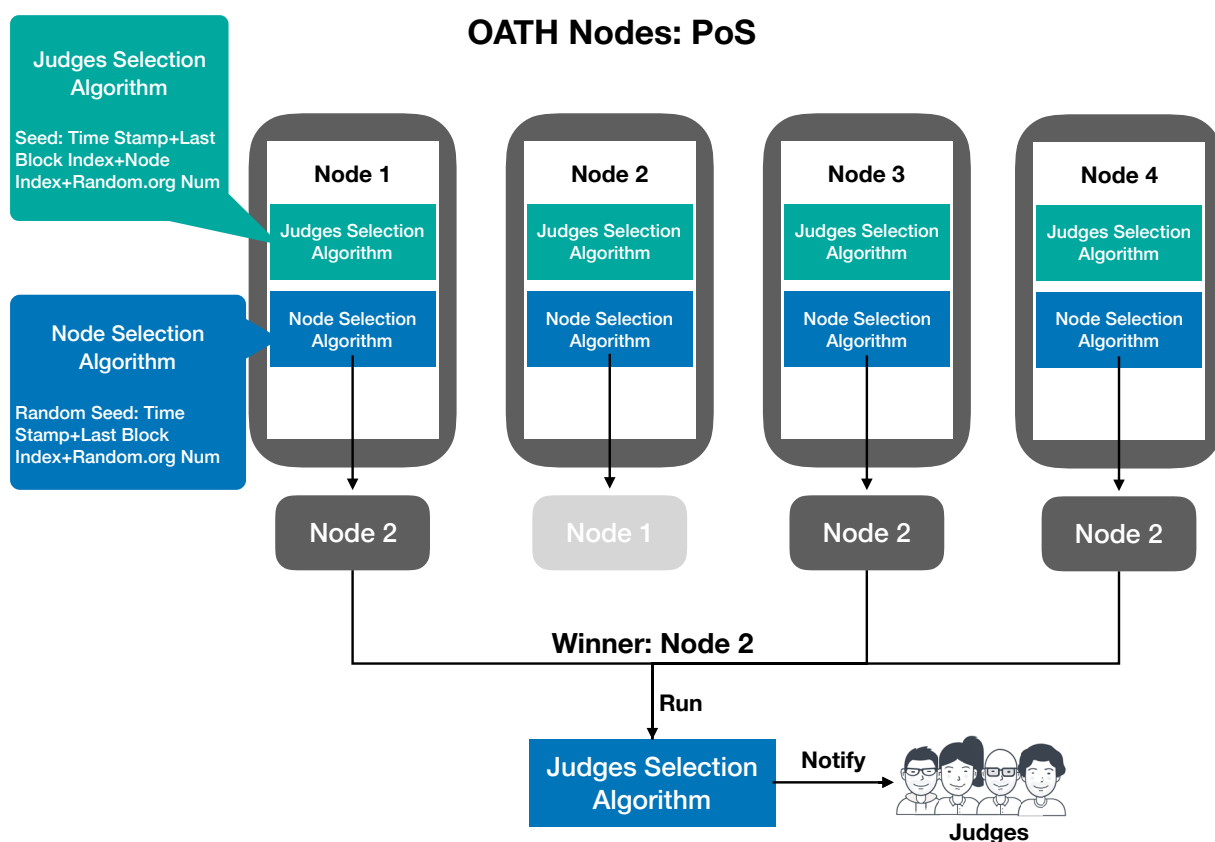 OATH Nodes: PoS
Judges Selection
Algorithm
Seed: Time Stamp+Last
Block Index+Node
Index+Random.org Num
Node Selection
Algorithm
Random Seed: Time
Stamp+Last Block
Index+Random.org Num
Node 1
Judges Selection
Algorithm
Node Selection
Algorithm
Node 2
Judges Selection
Algorithm
Node Selection
Algorithm
Node 3
Judges Selection
Algorithm
Node Selection
Algorithm
Node 4
Judges Selection
Algorithm
Node Selection
Algorithm
Node 2
Node 1
Node 2
Node 2
Winner: Node 2
Run
Judges Selection
Algorithm
Notify
Judges